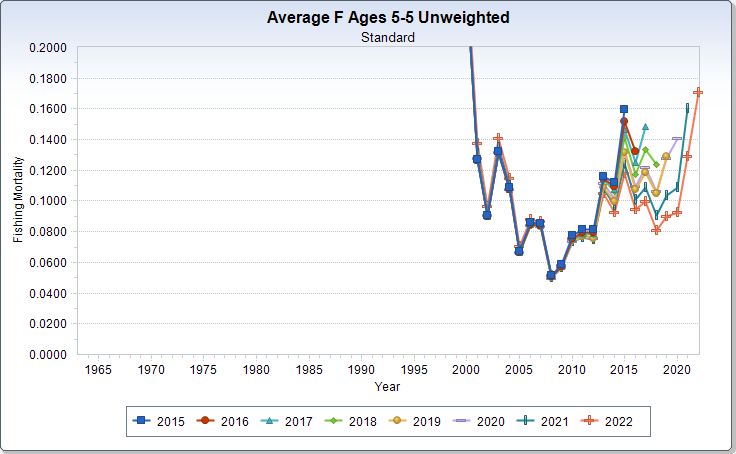 Average F Ages 5-5 Unweighted
Standard
0.2000
0.1800
0.1600
0.1400
0.1200
0.1000
0.0800
0.0600
0.0400
0.0200
0.0000
Fishing Mortality
1965 1970 1975 1980 1985 1990 1995 2000 2005 2010 2015 2020
Year
2015 2016 2017 2018 2019 2020 2021 2022